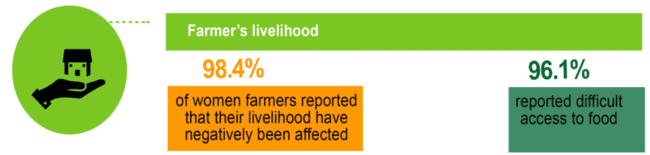 Farmer's livelihood
98.4%
of women farmers reported
that their livelihood have
negatively been affected
96.1%
reported difficult
access to food